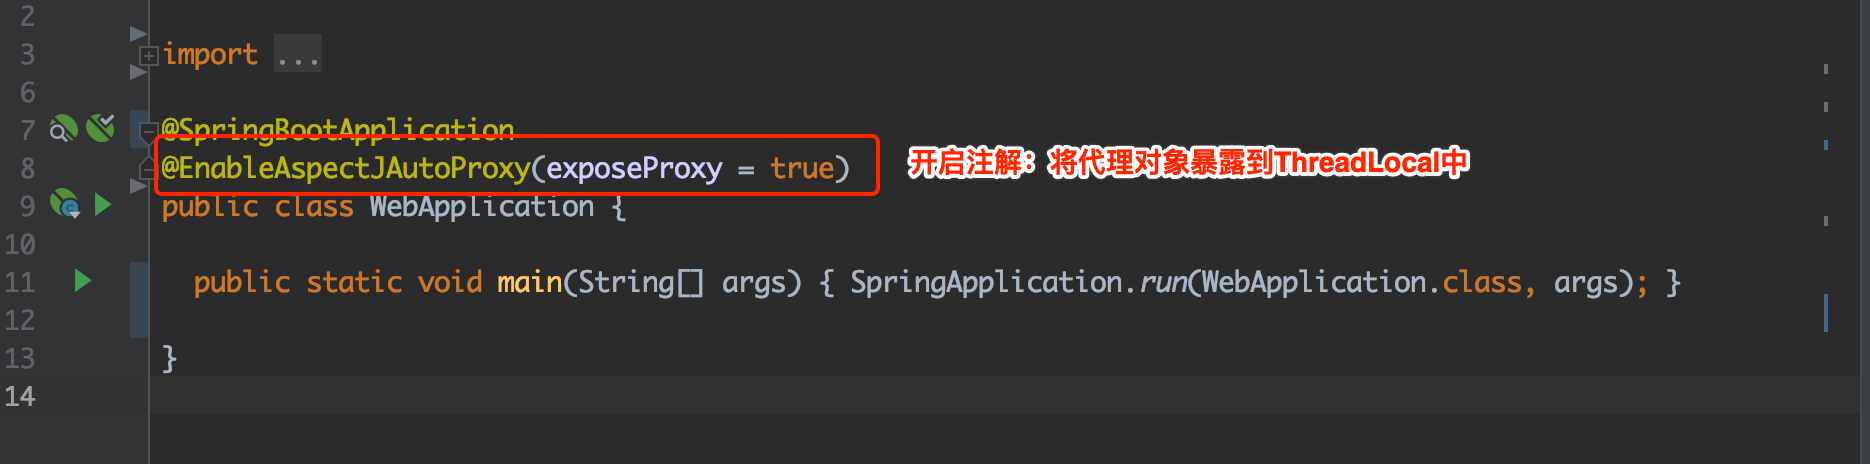 2
3 import ...
6
7 @SpringBootApplication
8 @EnableAspectJAutoProxy(exposeProxy = true) 开启注解：将代理对象暴露到ThreadLocal中
9 public class WebApplication {
10
11 public static void main(String[] args) { SpringApplication.run(WebApplication.class, args); }
12
13 }
14